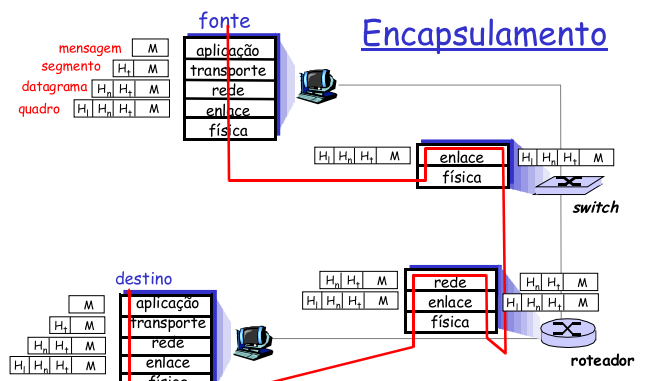 Encapsulamento
fonte
mensagem M
segmento Ht M
datagrama Hn Ht M
quadro Hl Hn Ht M
aplicação
transporte
rede
enlace
física
Hl Hn Ht M
enlace
física
Hl Hn Ht M
switch
destino
M
Ht M
Hn Ht M
Hl Hn Ht M
aplicação
transporte
rede
enlace
física
Hn Ht M
Hl Hn Ht M
rede
enlace
física
Hn Ht M
Hl Hn Ht M
roteador